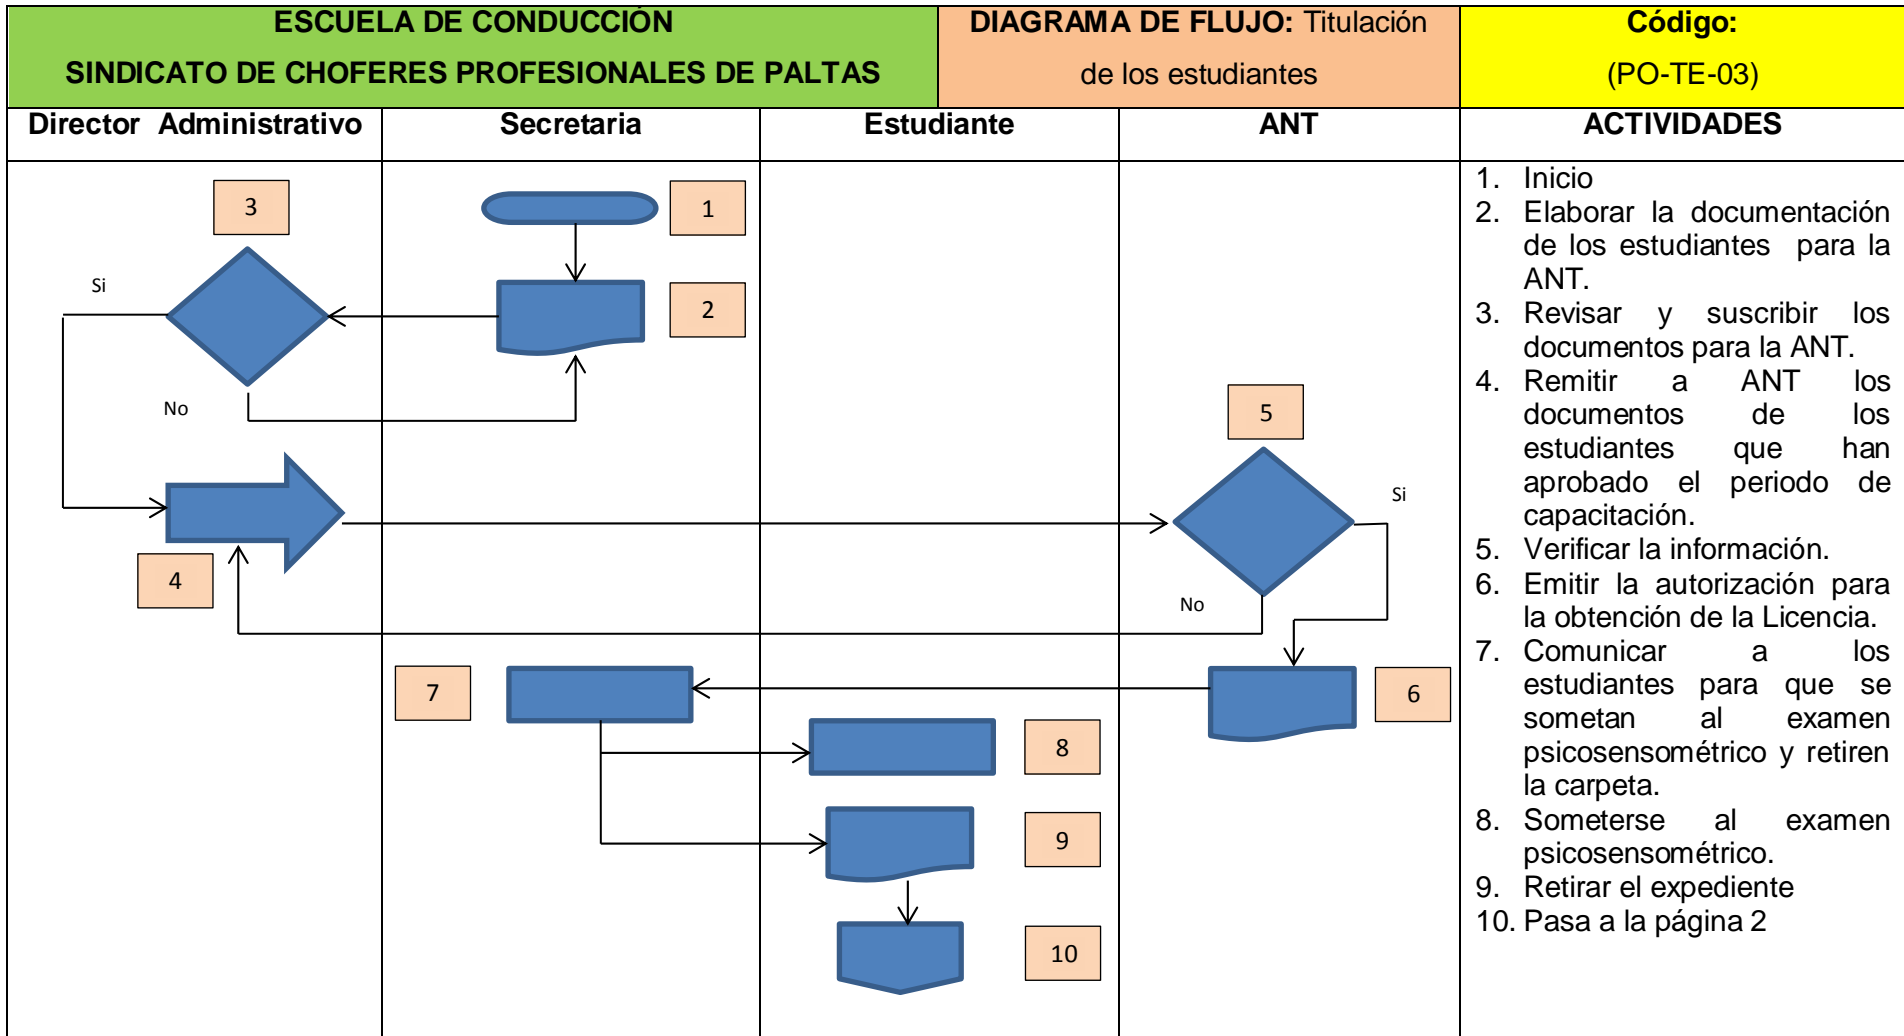 ESCUELA DE CONDUCCIÓN
SINDICATO DE CHOFERES PROFESIONALES DE PALTAS
DIAGRAMA DE FLUJO: Titulación
de los estudiantes
Código:
(PO-TE-03)
Director Administrativo
Secretaria
Estudiante
ANT
ACTIVIDADES
3
1
Si
2
No
5
Si
4
No
7
6
8
9
10
1. Inicio
2. Elaborar la documentación
de los estudiantes para la
ANT.
3. Revisar y suscribir los
documentos para la ANT.
4. Remitir a ANT los
documentos de los
estudiantes que han
aprobado el periodo de
capacitación.
5. Verificar la información.
6. Emitir la autorización para
la obtención de la Licencia.
7. Comunicar a los
estudiantes para que se
sometan al examen
psicosensométrico y retiren
la carpeta.
8. Someterse al examen
psicosensométrico.
9. Retirar el expediente
10. Pasa a la página 2